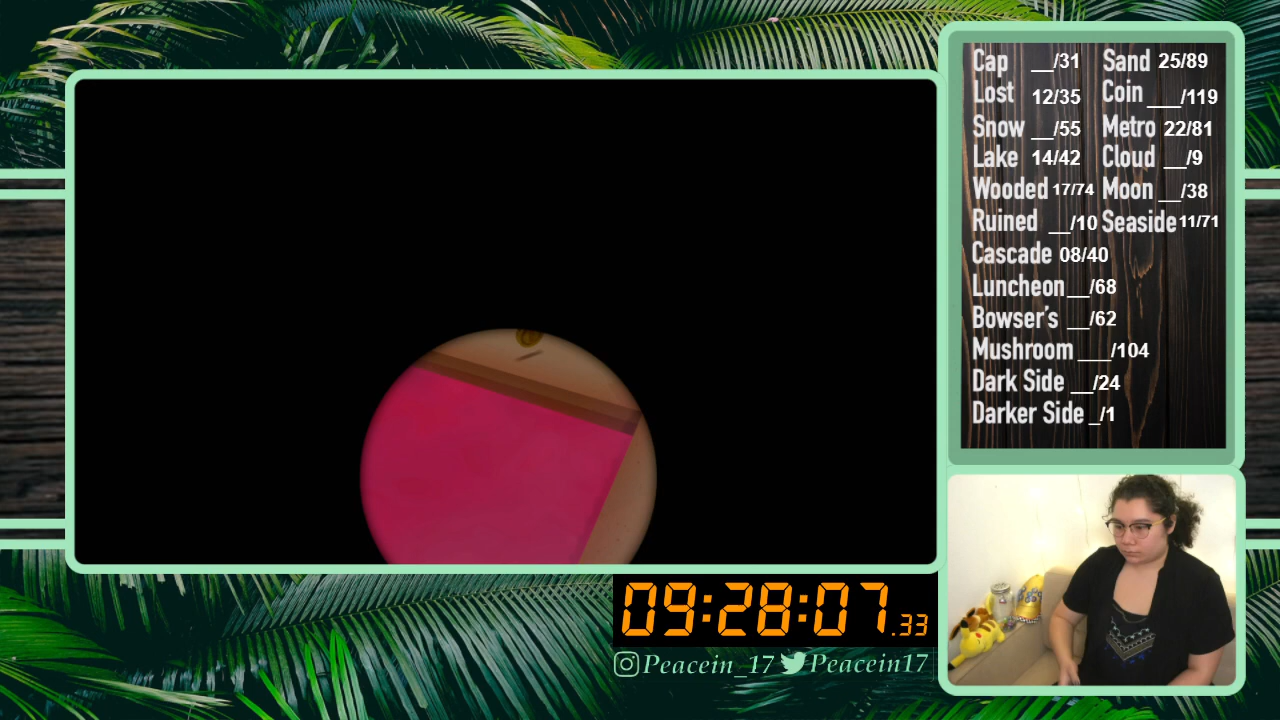 Cap __/31 Sand 25/89
Lost 12/35 Coin ___/119
Snow __/55 Metro 22/81
Lake 14/42 Cloud __/9
Wooded 17/74 Moon __/38
Ruined __/10 Seaside 11/71
Cascade 08/40
Luncheon __/68
Bowser's __/62
Mushroom ___/104
Dark Side __/24
Darker Side _/1
09:28:07.33
Peacein_17 Peacein17